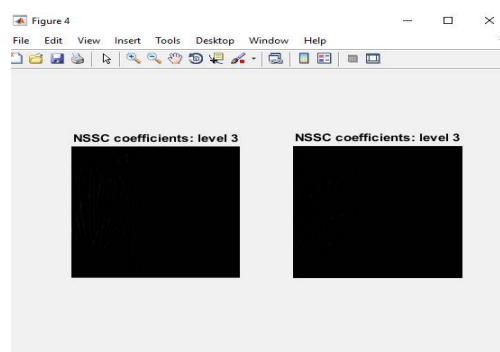 Figure 4
File Edit View Insert Tools Desktop Window Help
NSSC coefficients: level 3 NSSC coefficients: level 3